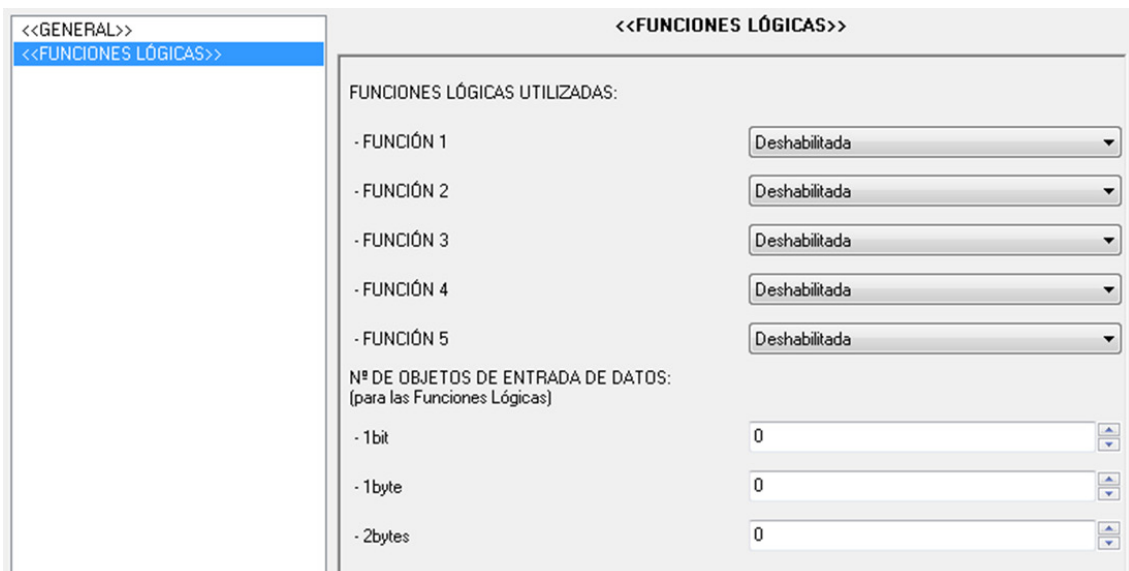 <<GENERAL>>
<<FUNCIONES LÓGICAS>>
<<FUNCIONES LÓGICAS>>
FUNCIONES LÓGICAS UTILIZADAS:
- FUNCIÓN 1 Deshabilitada
- FUNCIÓN 2 Deshabilitada
- FUNCIÓN 3 Deshabilitada
- FUNCIÓN 4 Deshabilitada
- FUNCIÓN 5 Deshabilitada
Nº DE OBJETOS DE ENTRADA DE DATOS:
(para las Funciones Lógicas)
- 1bit 0
- 1byte 0
- 2bytes 0